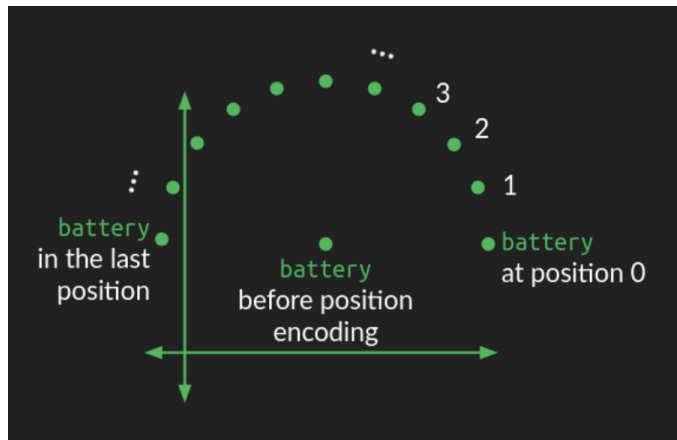 ...
3
2
1
...
battery
in the last
position
battery
before position
encoding
battery
at position 0